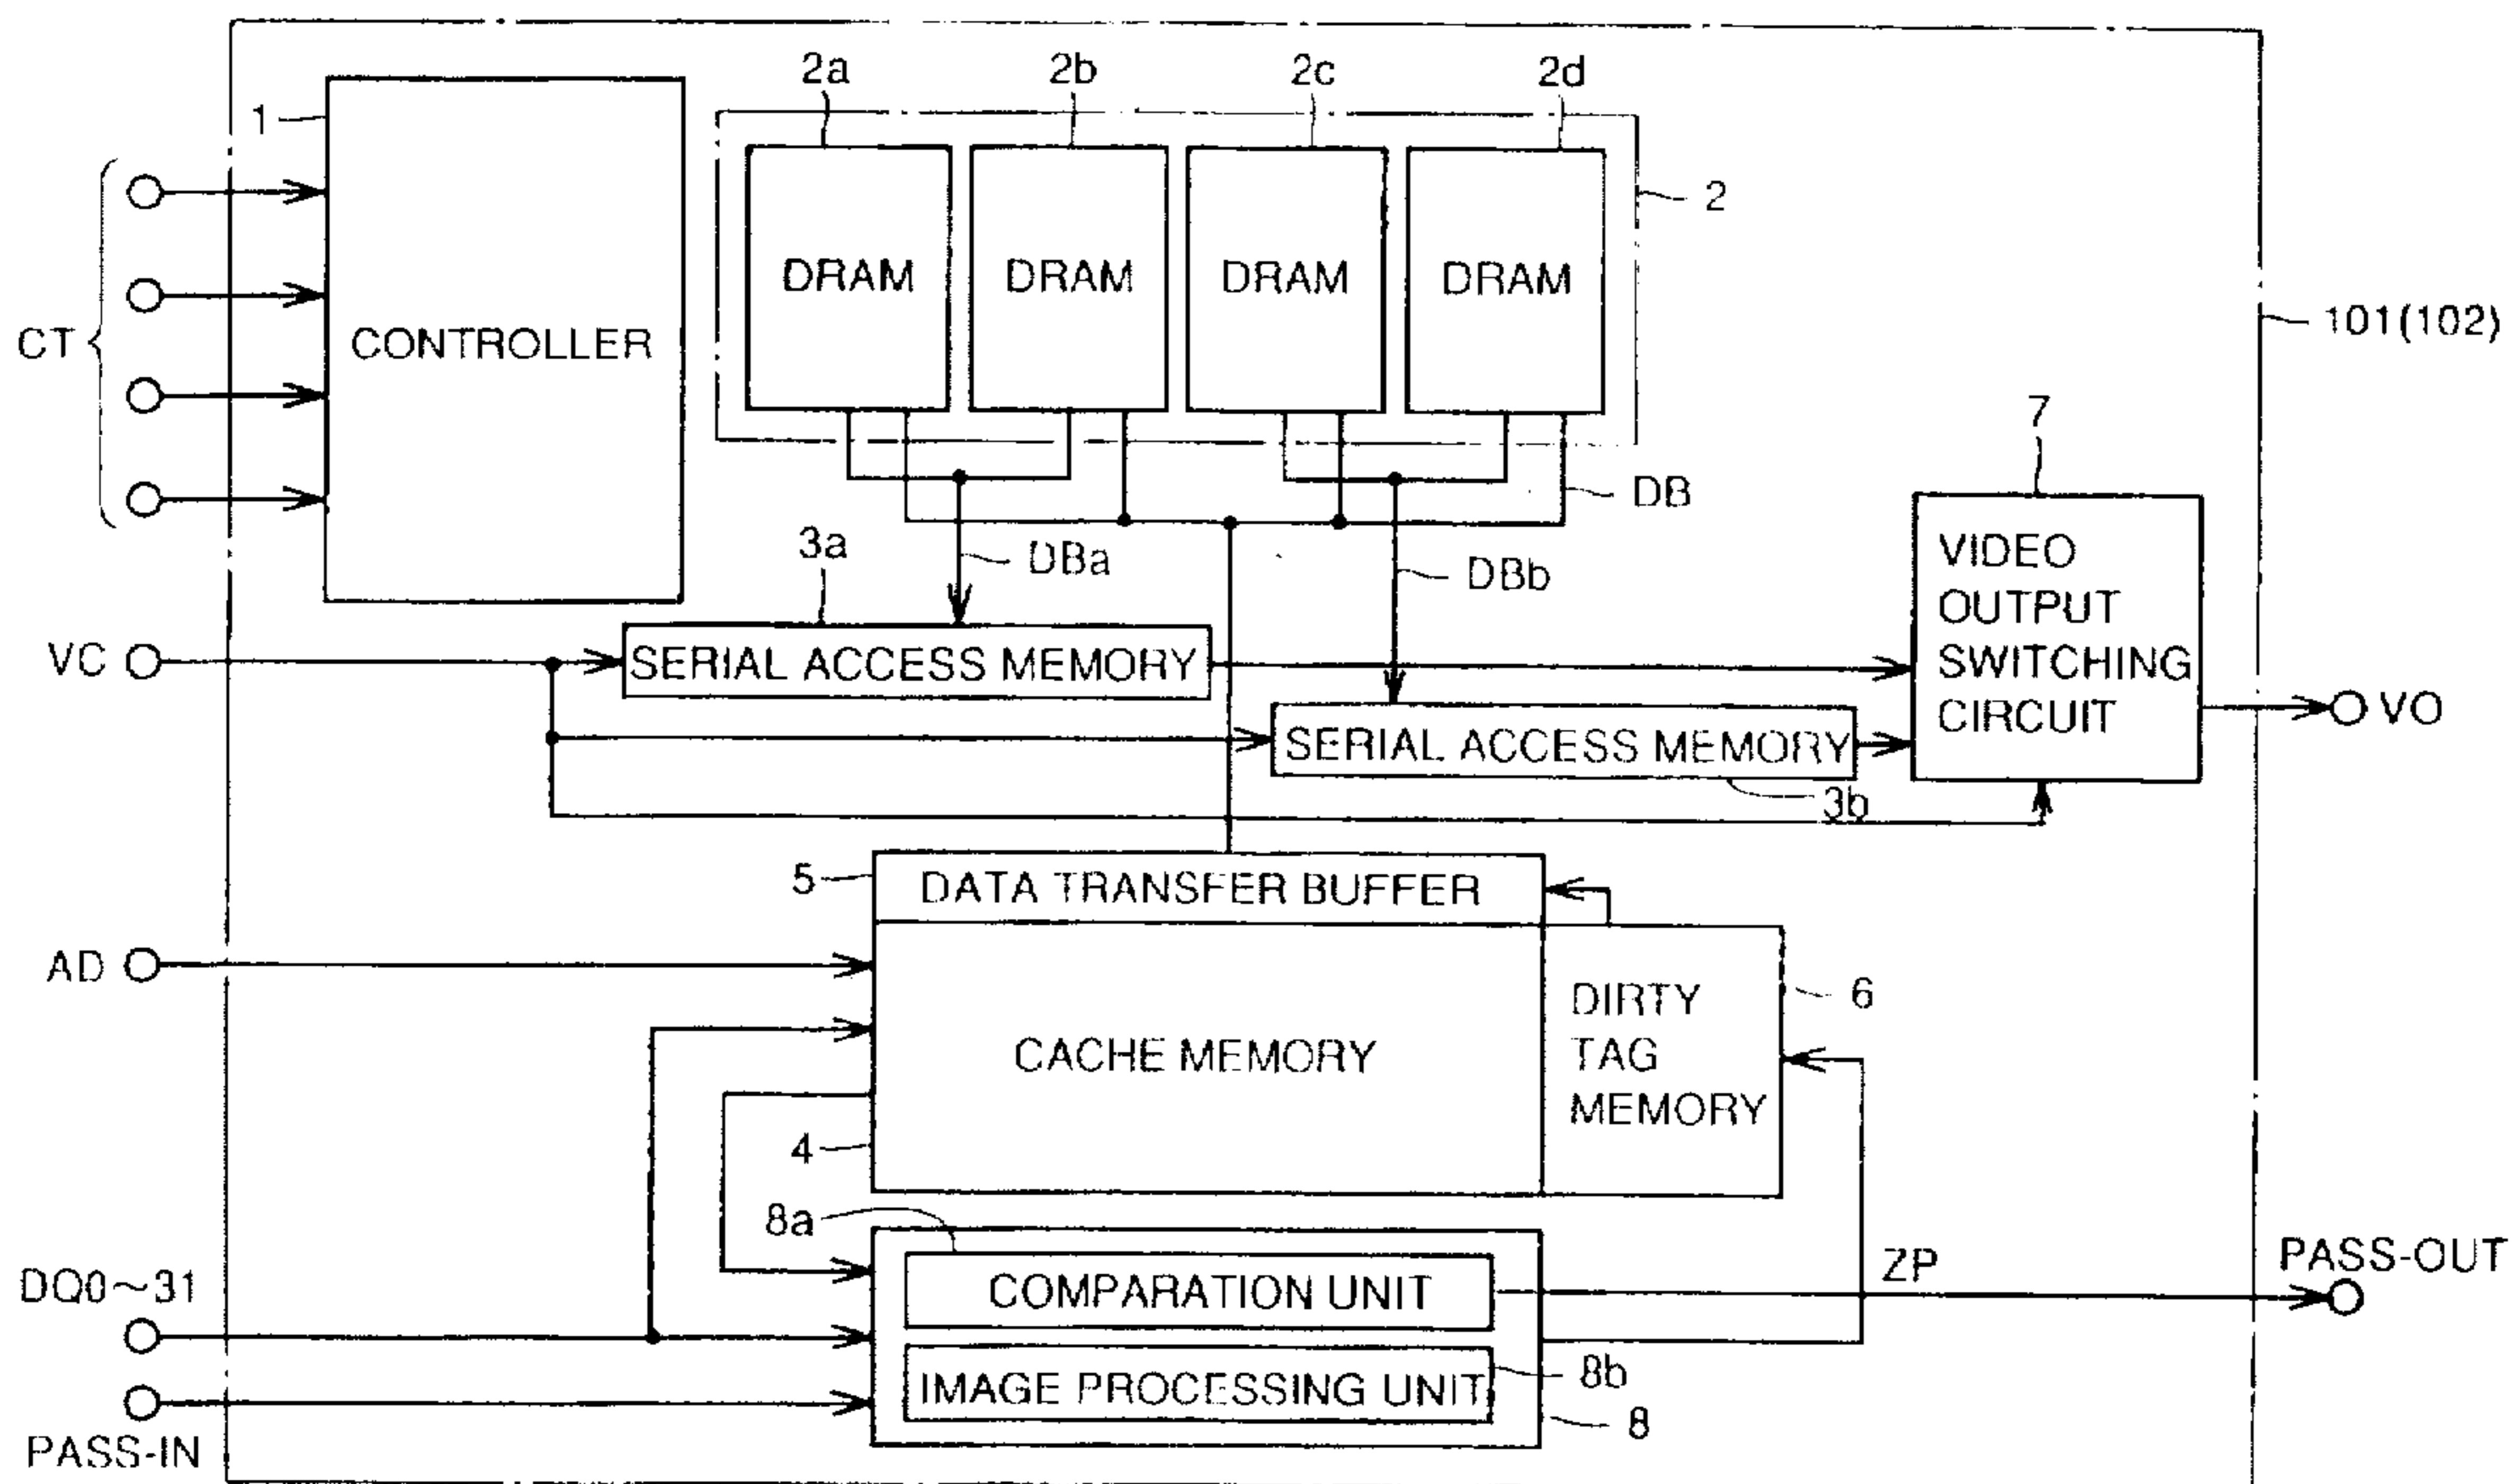 2a
2b
2c
2d
1
2
DRAM
DRAM
DRAM
DRAM
101(102)
CT
CONTROLLER
7
DB
3a
DBa
DBb
VIDEO
OUTPUT
SWITCHING
CIRCUIT
VC
SERIAL ACCESS MEMORY
VO
SERIAL ACCESS MEMORY
3b
5
DATA TRANSFER BUFFER
AD
6
DIRTY
TAG
MEMORY
CACHE MEMORY
4
8a
DQ0~31
COMPARATION UNIT
ZP
PASS-OUT
IMAGE PROCESSING UNIT
8b
8
PASS-IN